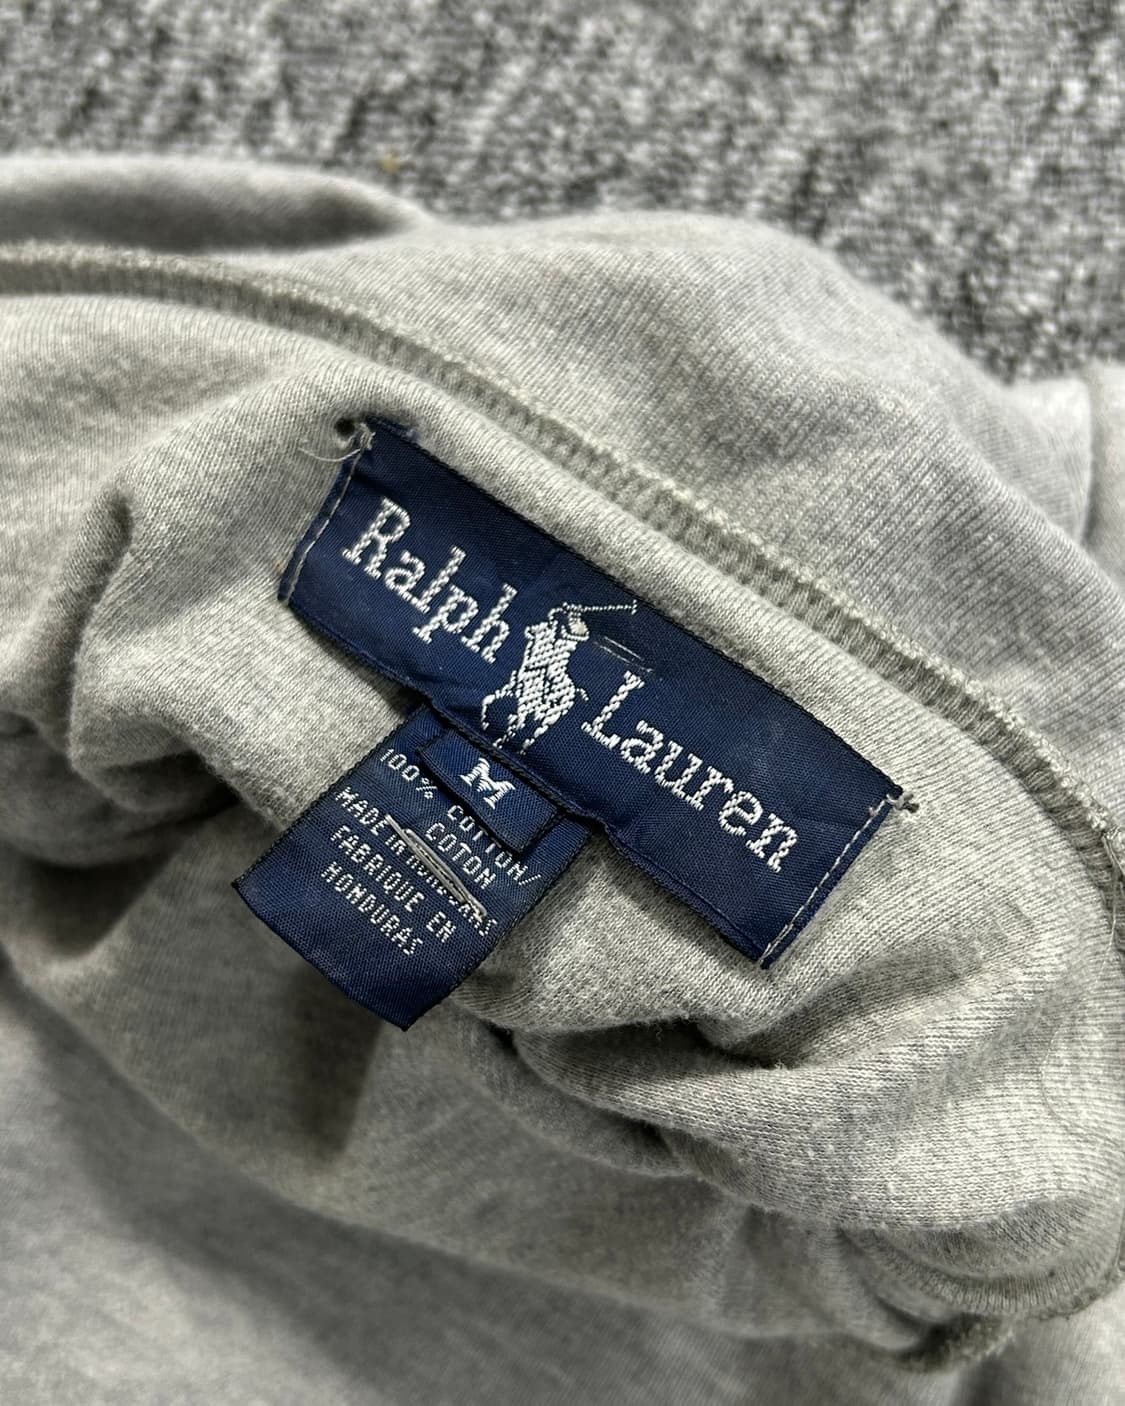 Ralph Lauren
M
100% COTTON/
COTON
MADE IN HONDURAS
FABRIQUE EN
HONDURAS